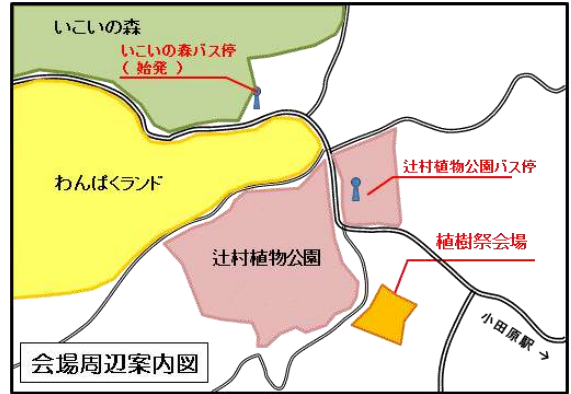 いこいの森
いこいの森バス停
( 始発 )
わんぱくランド
辻村植物公園バス停
植樹祭会場
辻村植物公園
小田原駅 →
会場周辺案内図